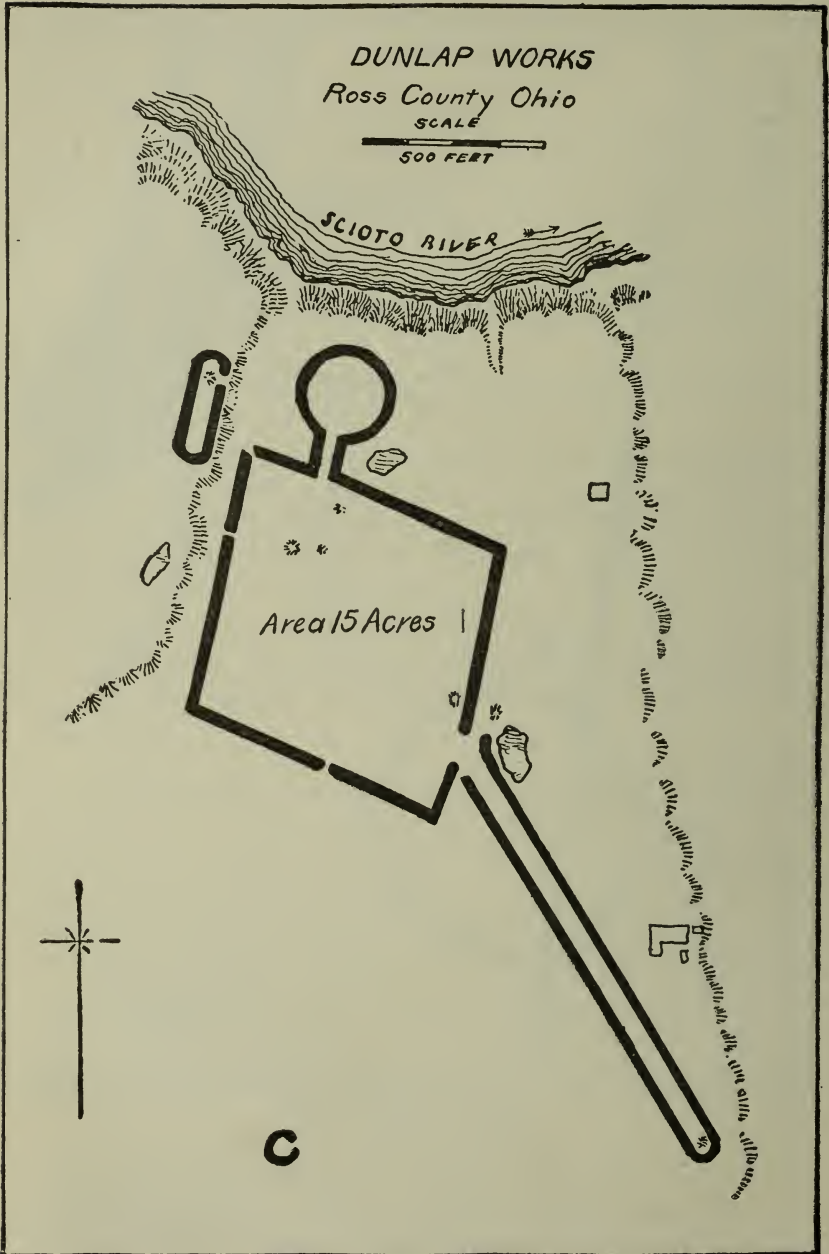 DUNLAP WORKS
Ross County Ohio
SCALE
500 FEET
SCIOTO RIVER
Area 15 Acres
C